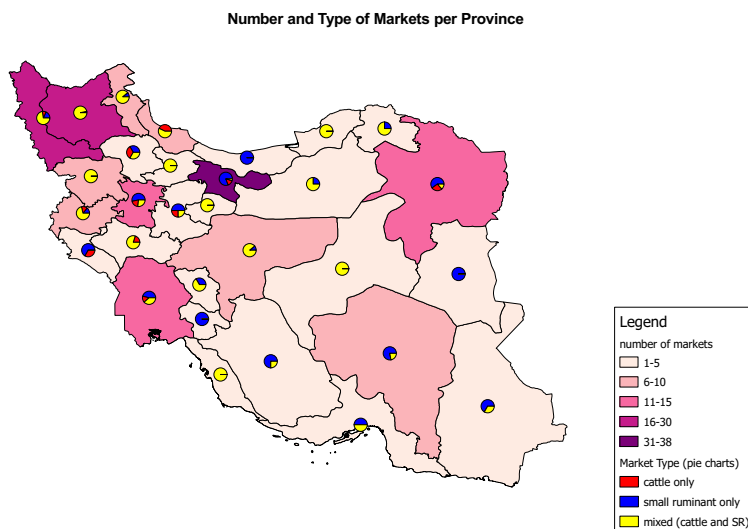 Number and Type of Markets per Province
Legend
number of markets
1-5
6-10
11-15
16-30
31-38
Market Type (pie charts)
cattle only
small ruminant only
mixed (cattle and SR)